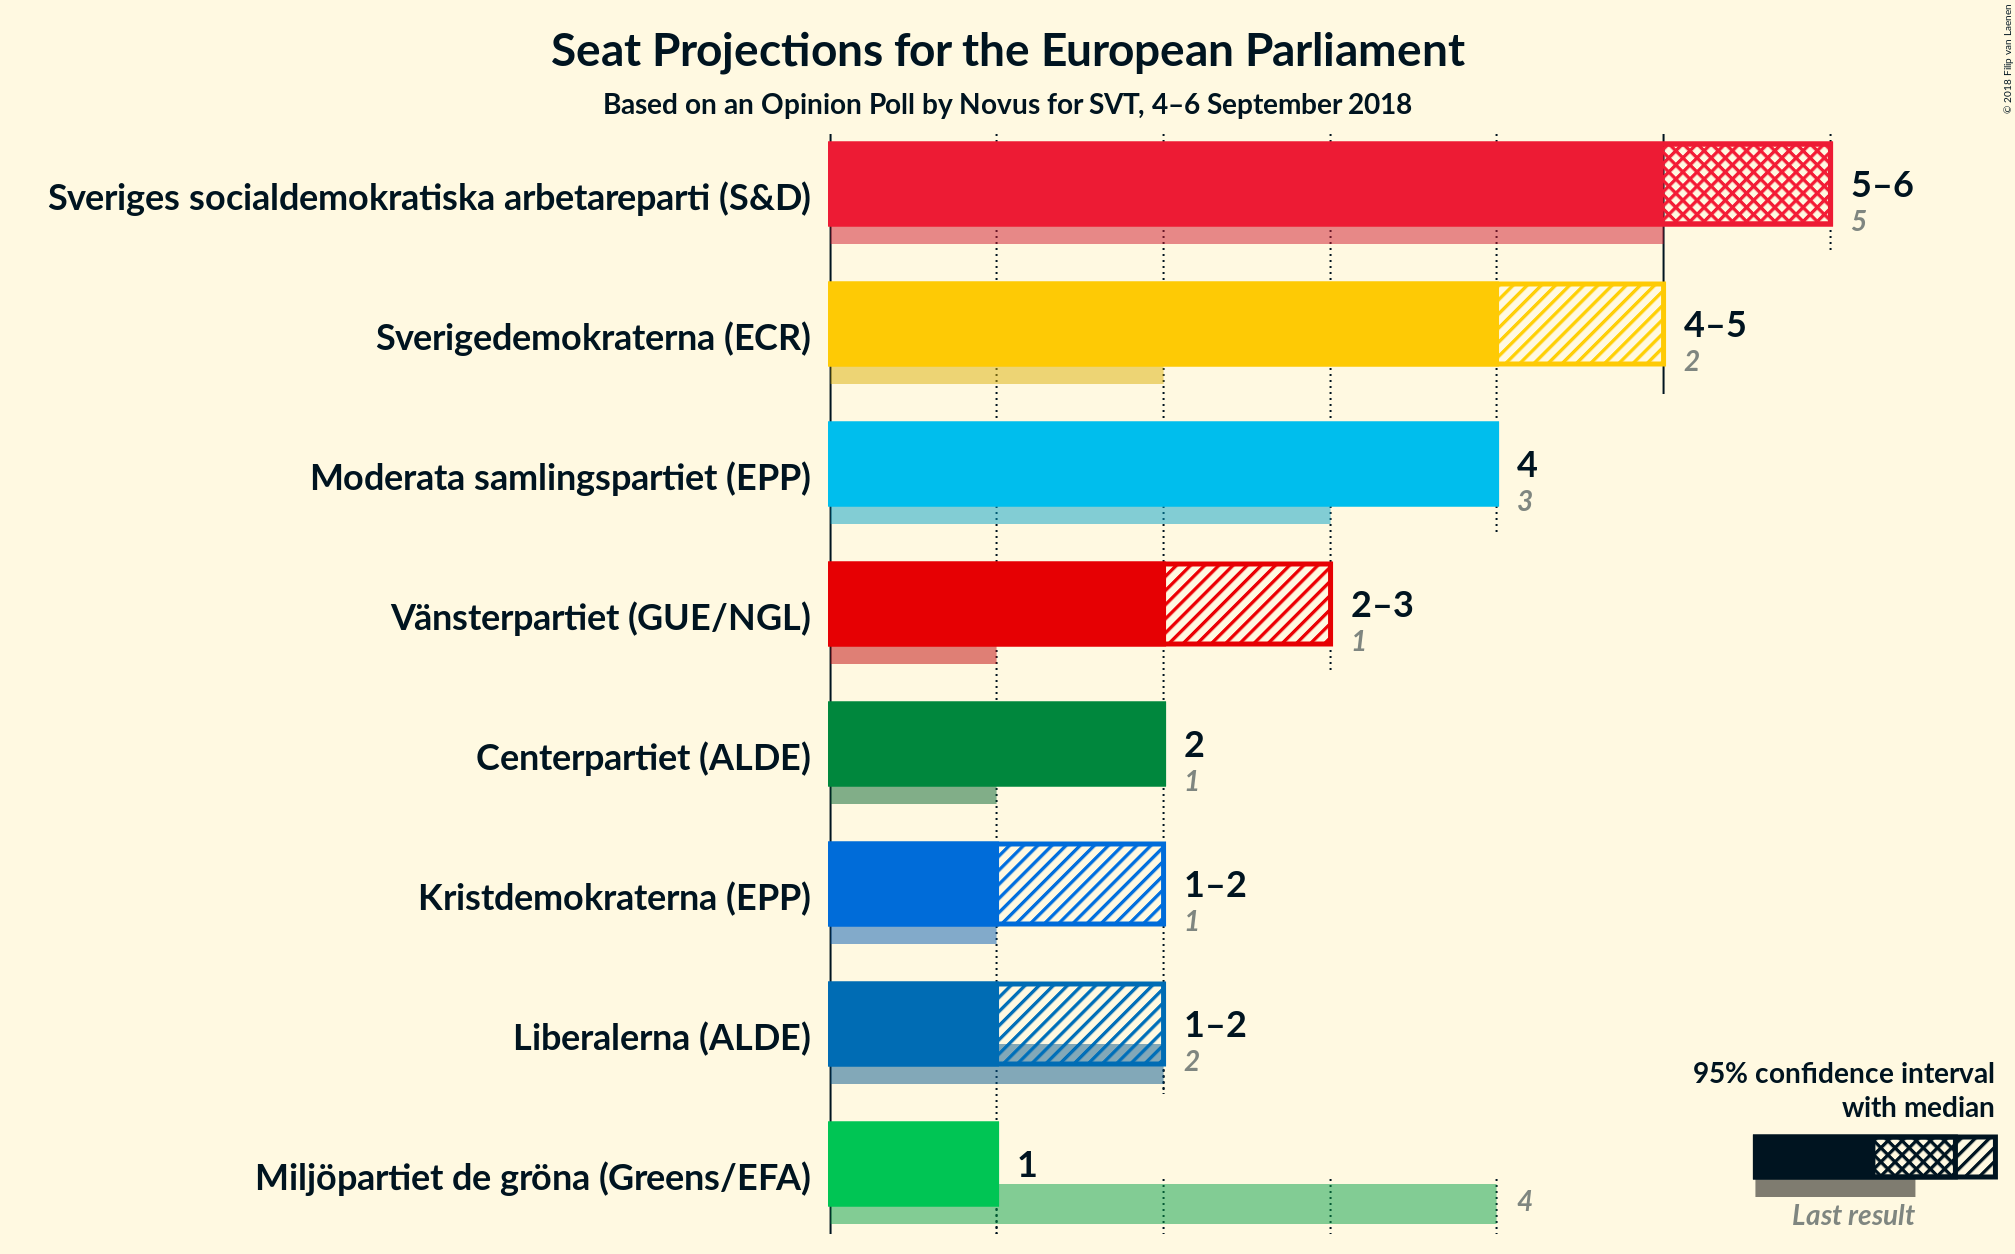 Seat Projections for the European Parliament
Based on an Opinion Poll by Novus for SVT, 4–6 September 2018
© 2018 Filip van Laenen
Sveriges socialdemokratiska arbetareparti (S&D)
5–6
5
Sverigedemokraterna (ECR)
4–5
2
Moderata samlingspartiet (EPP)
4
3
Vänsterpartiet (GUE/NGL)
2–3
1
Centerpartiet (ALDE)
2
1
Kristdemokraterna (EPP)
1–2
1
Liberalerna (ALDE)
1–2
2
Miljöpartiet de gröna (Greens/EFA)
1
4
95% confidence interval
with median
Last result